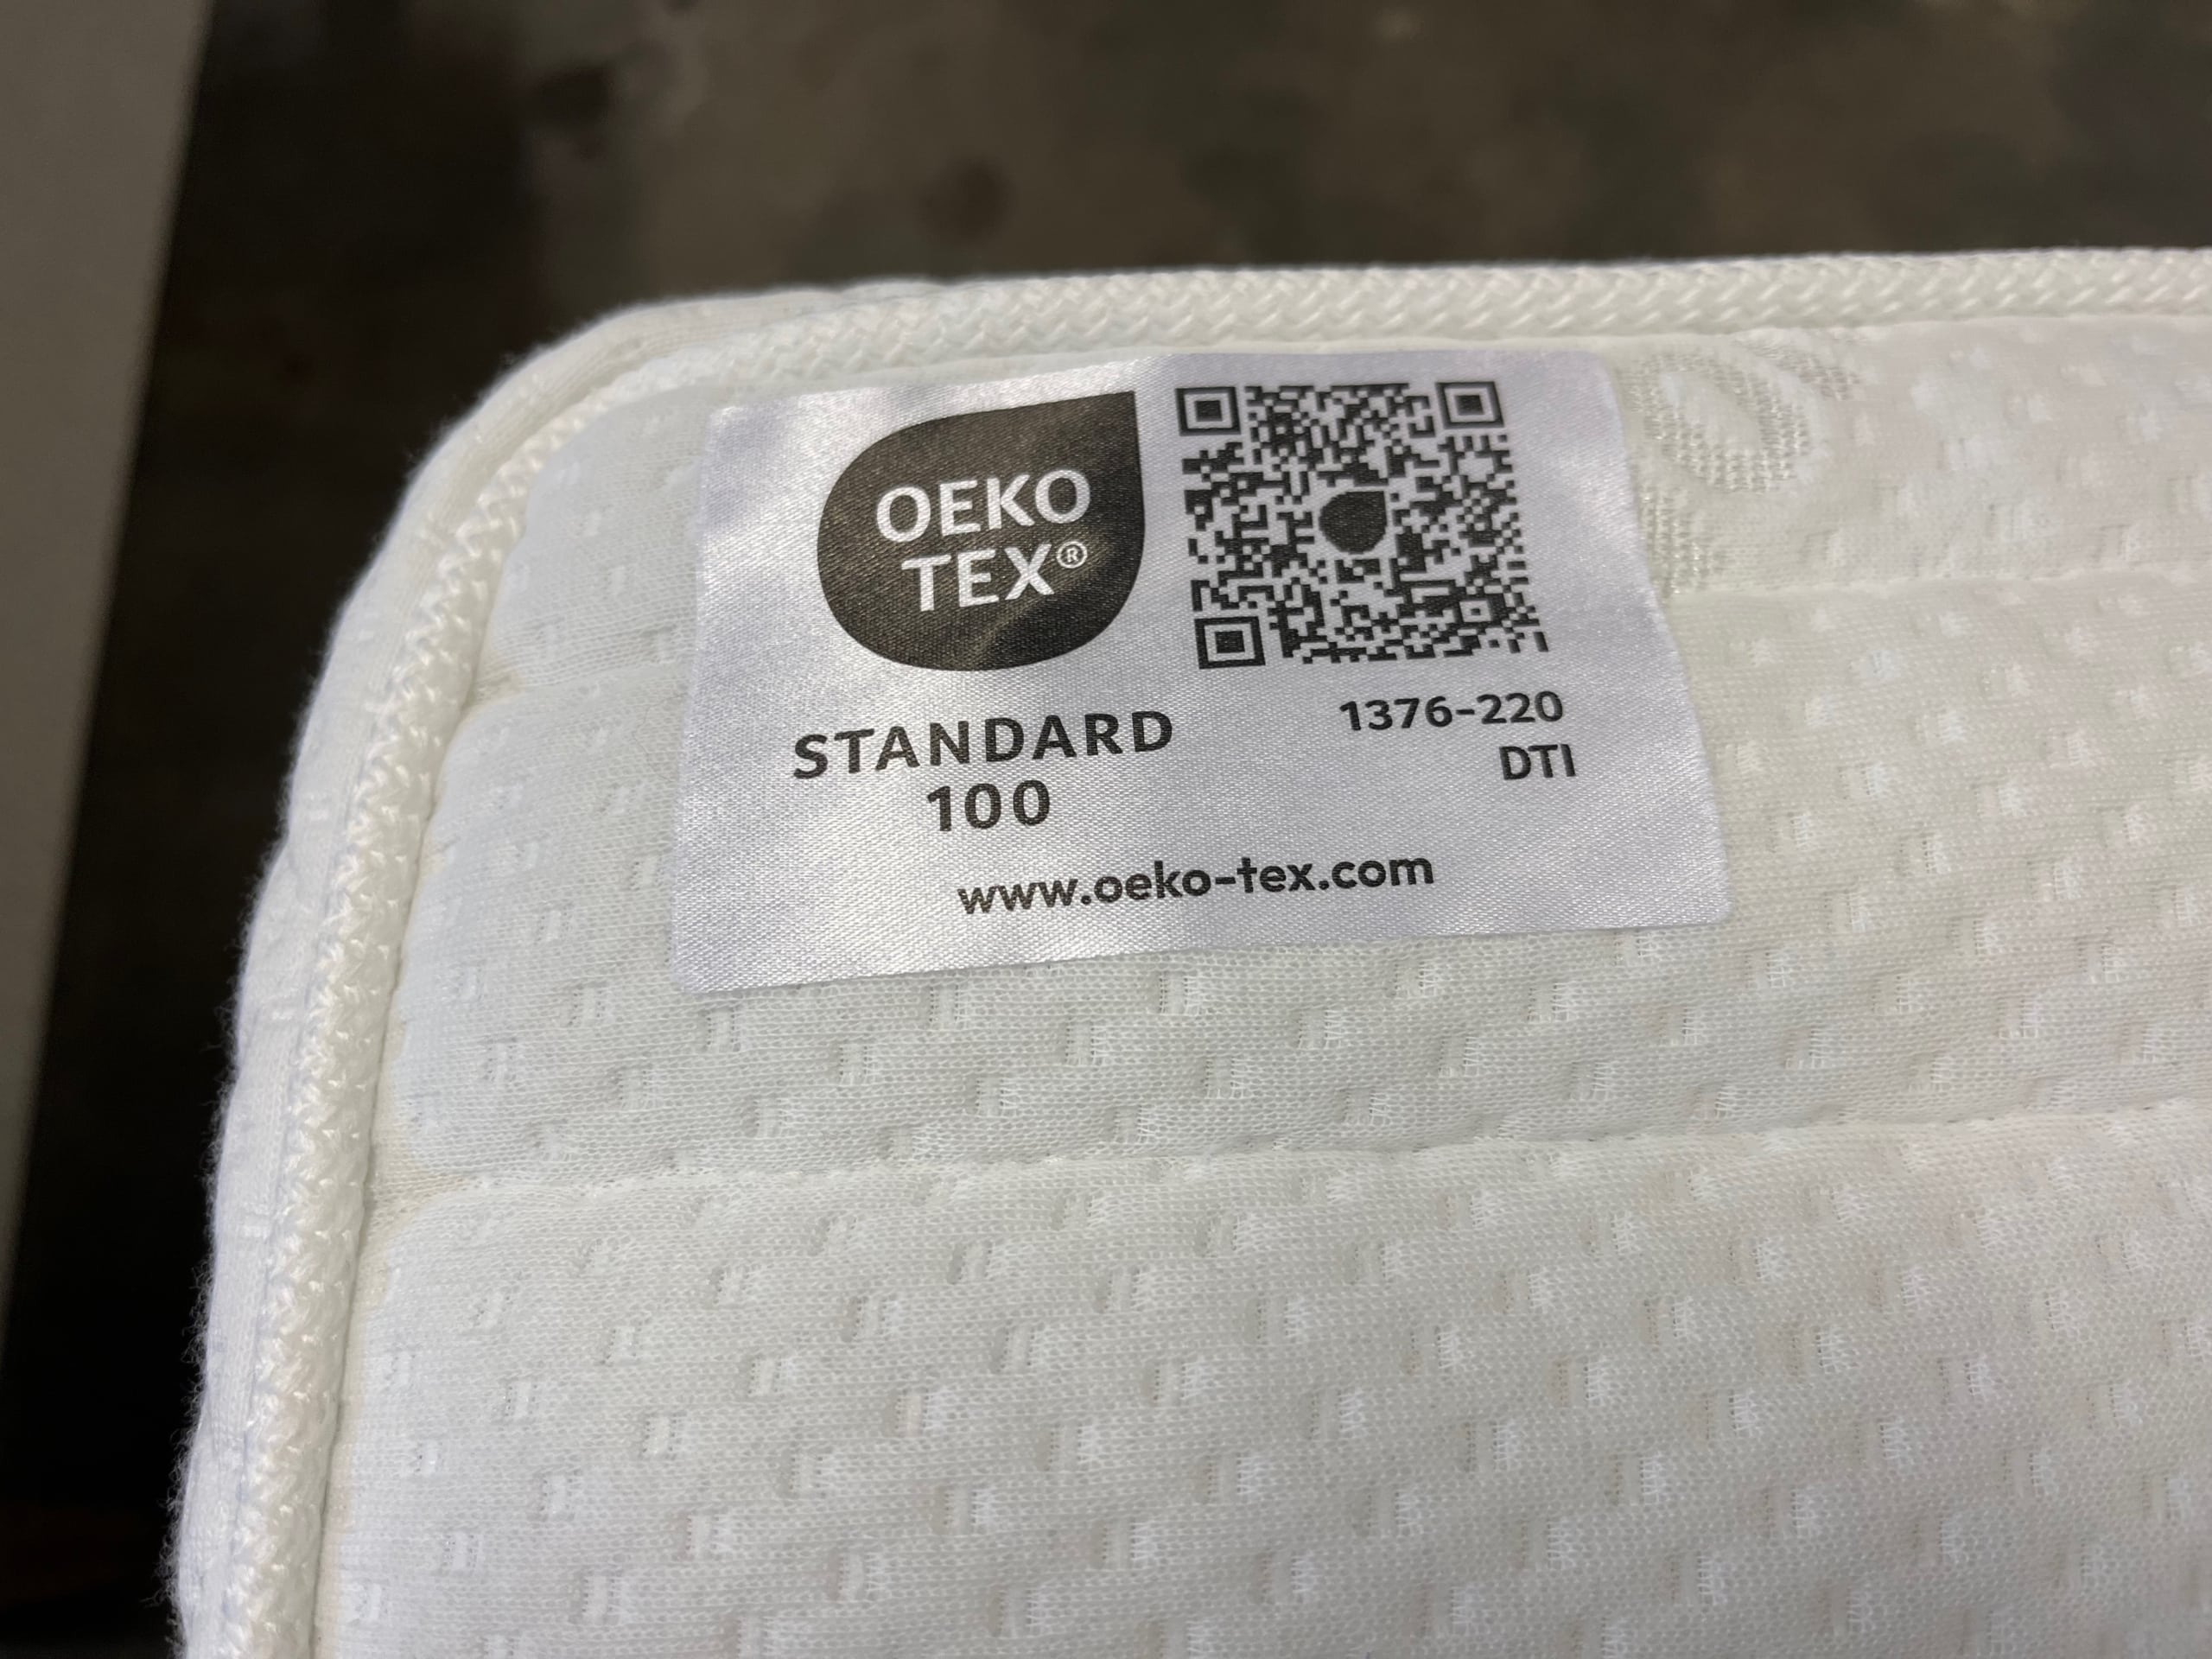 OEKO
TEX®
STANDARD
100
1376-220
DTI
www.oeko-tex.com